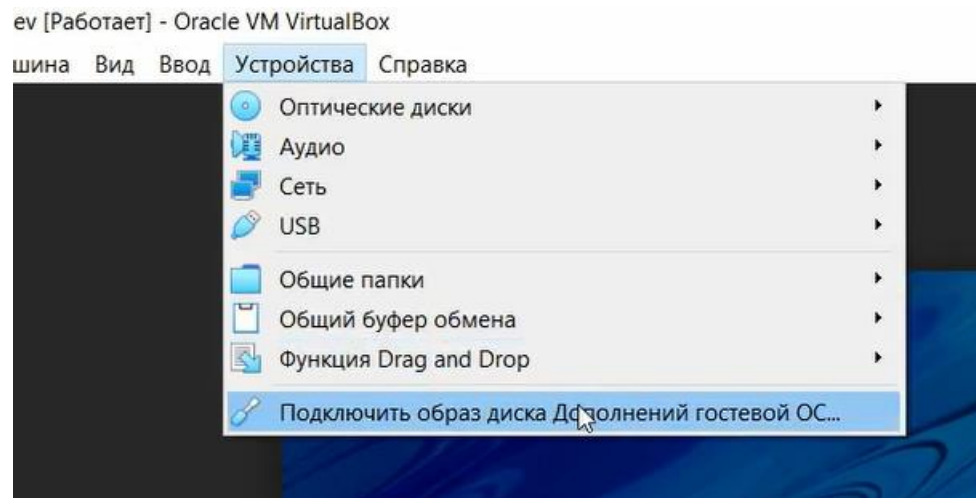 ev [Работает] - Oracle VM VirtualBox
шина Вид Ввод Устройства Справка
Оптические диски
Аудио
Сеть
USB
Общие папки
Общий буфер обмена
Функция Drag and Drop
Подключить образ диска Дополнений гостевой ОС...